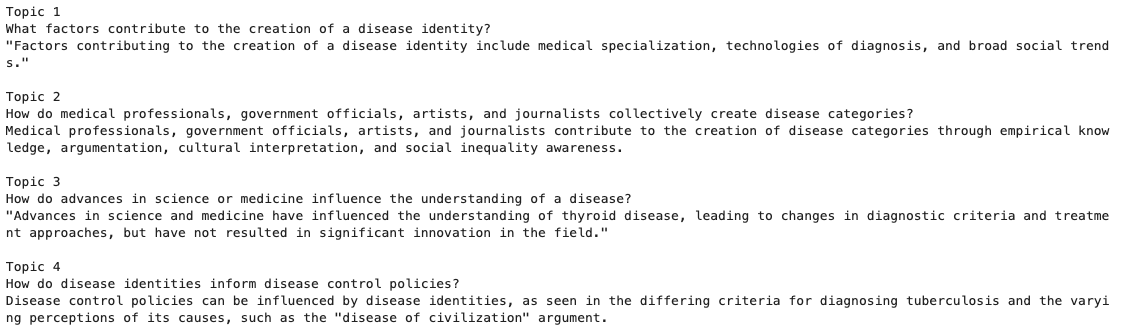 Topic 1
What factors contribute to the creation of a disease identity?
"Factors contributing to the creation of a disease identity include medical specialization, technologies of diagnosis, and broad social trend
s."
Topic 2
How do medical professionals, government officials, artists, and journalists collectively create disease categories?
Medical professionals, government officials, artists, and journalists contribute to the creation of disease categories through empirical know
ledge, argumentation, cultural interpretation, and social inequality awareness.
Topic 3
How do advances in science or medicine influence the understanding of a disease?
"Advances in science and medicine have influenced the understanding of thyroid disease, leading to changes in diagnostic criteria and treatme
nt approaches, but have not resulted in significant innovation in the field."
Topic 4
How do disease identities inform disease control policies?
Disease control policies can be influenced by disease identities, as seen in the differing criteria for diagnosing tuberculosis and the varyi
ng perceptions of its causes, such as the "disease of civilization" argument.